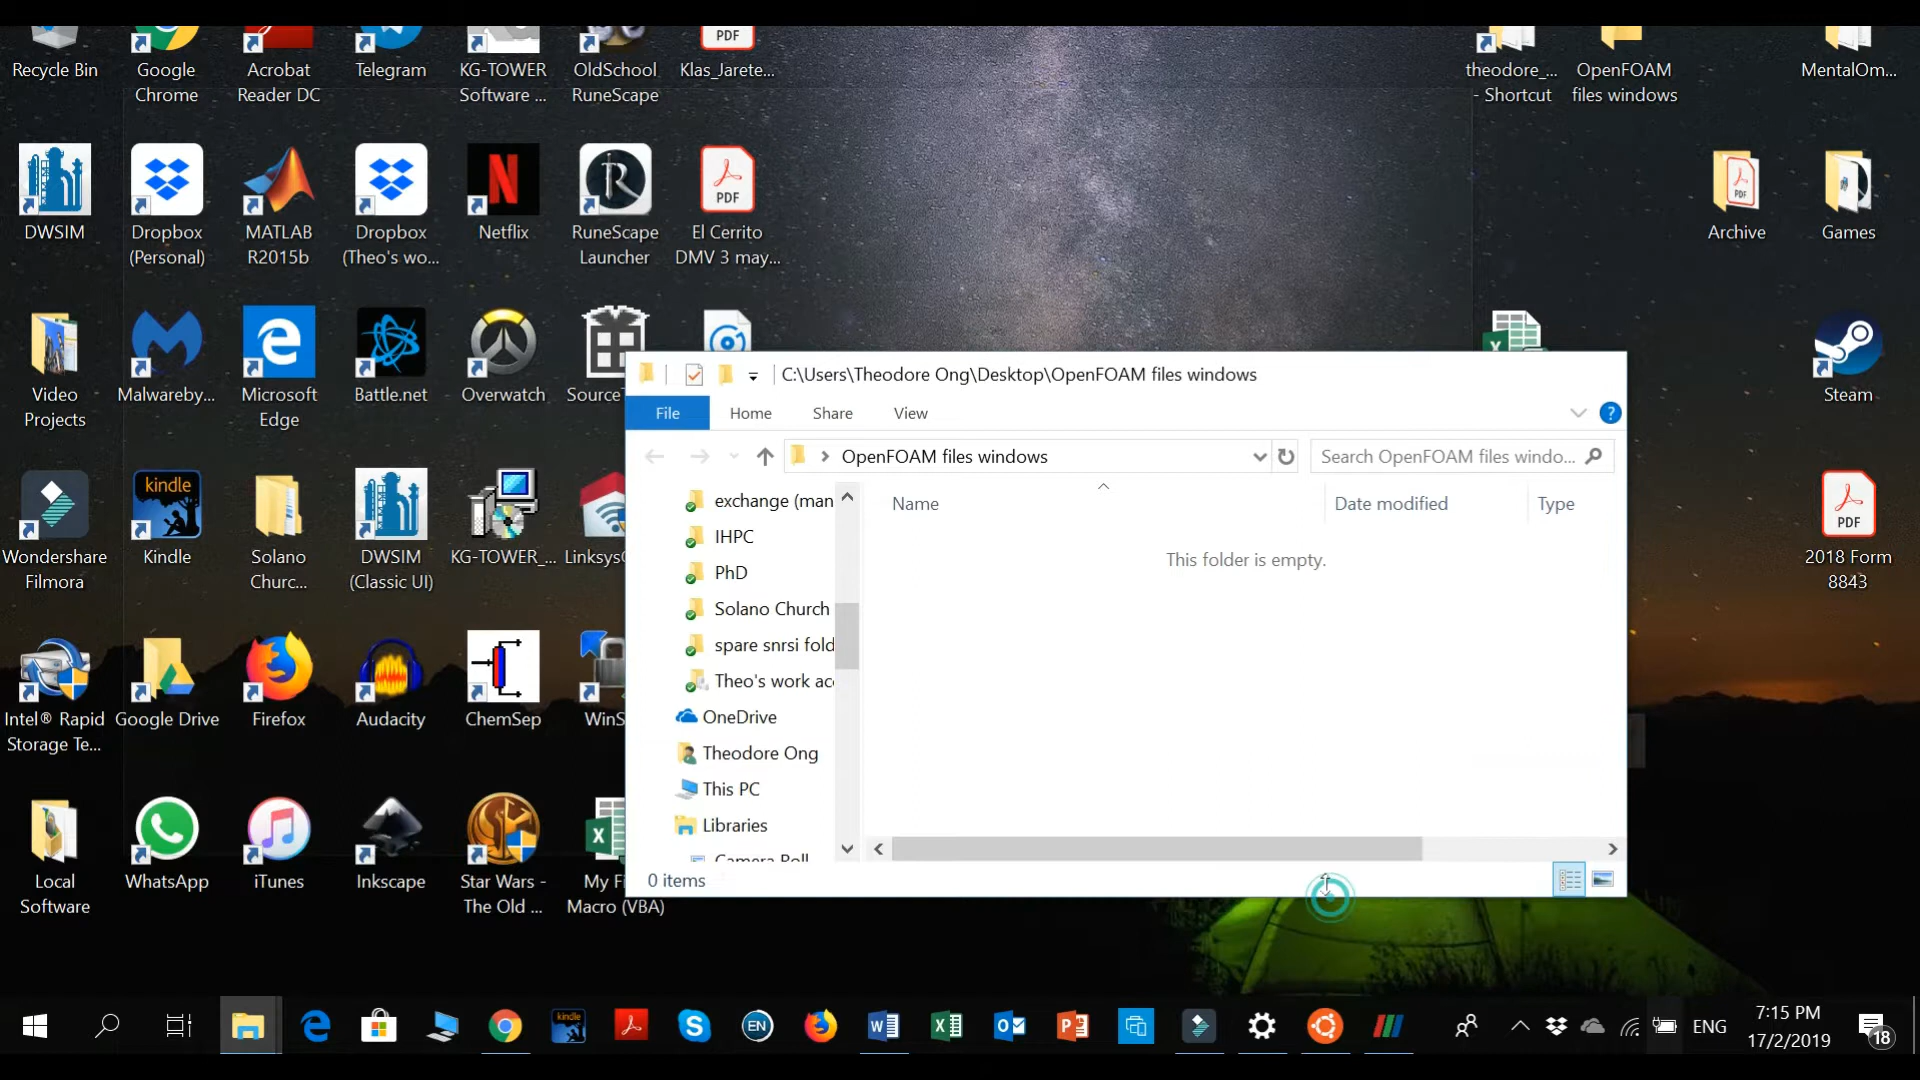 Recycle Bin
Google
Chrome
Acrobat
Reader DC
Telegram
KG-TOWER
Software ...
OldSchool
RuneScape
PDF
Klas_Jarete...
theodore_...
- Shortcut
OpenFOAM
files windows
MentalOm...
DWSIM
Dropbox
(Personal)
MATLAB
R2015b
Dropbox
(Theo's wo...
Netflix
RuneScape
Launcher
PDF
El Cerrito
DMV 3 may...
PDF
Archive
Games
Video
Projects
Malwareby...
Microsoft
Edge
Battle.net
Overwatch
Source
Steam
C:\Users\Theodore Ong\Desktop\OpenFOAM files windows
File
Home
Share
View
OpenFOAM files windows
Search OpenFOAM files windo...
Name
Date modified
Type
This folder is empty.
exchange (man
IHPC
PhD
Solano Church
spare snrsi fold
Theo's work acc
OneDrive
Theodore Ong
This PC
Libraries
Camera Roll
0 items
Wondershare
Filmora
kindle
Kindle
Solano
Churc...
DWSIM
(Classic UI)
KG-TOWER_...
Linksys
PDF
2018 Form
8843
Intel® Rapid
Storage Te...
Google Drive
Firefox
Audacity
ChemSep
WinS
Local
Software
WhatsApp
iTunes
Inkscape
Star Wars -
The Old ...
My Fi
Macro (VBA)
kindle
EN
ENG
7:15 PM
17/2/2019
18